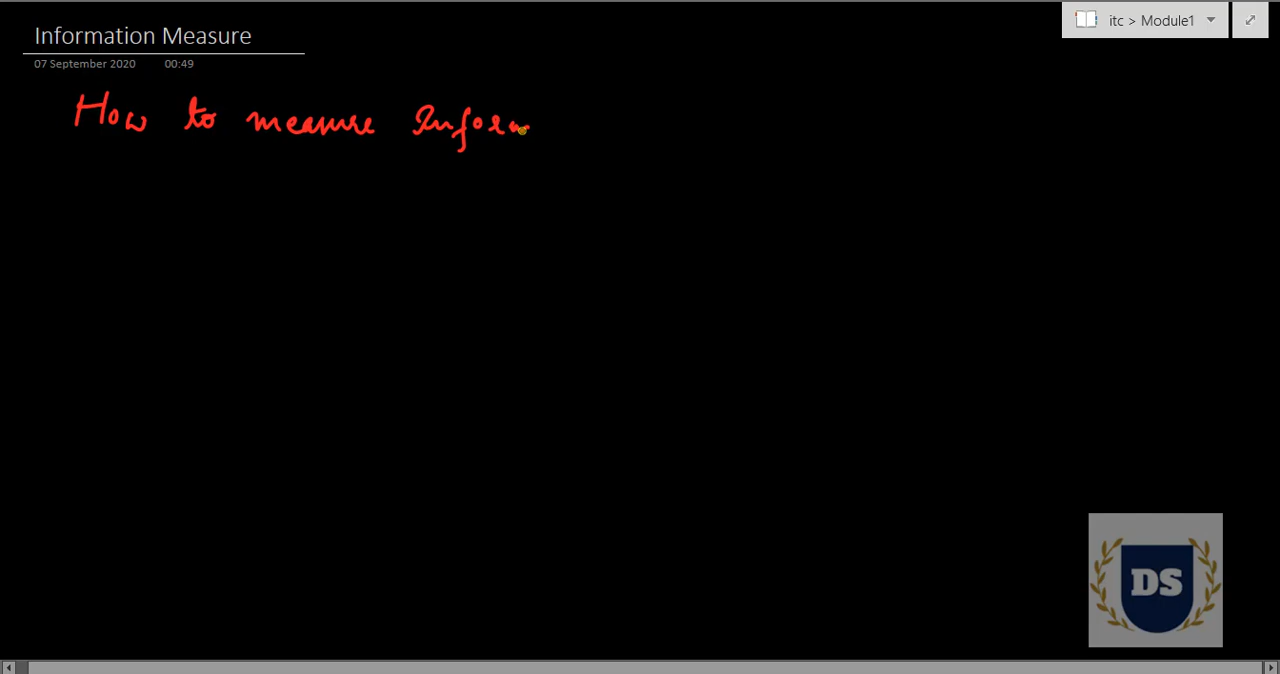 itc > Module1
Information Measure
07 September 2020 00:49
How to measure Inform
DS